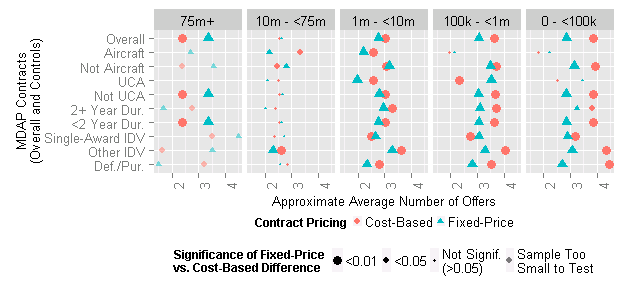 75m+ 10m - <75m 1m - <10m 100k - <1m 0 - <100k
MDAP Contracts
(Overall and Controls)
Overall
Aircraft
Not Aircraft
UCA
Not UCA
2+ Year Dur.
<2 Year Dur.
Single-Award IDV
Other IDV
Def./Pur.
2 3 4 2 3 4 2 3 4 2 3 4 2 3 4
Approximate Average Number of Offers
Contract Pricing Cost-Based Fixed-Price
Significance of Fixed-Price
vs. Cost-Based Difference
<0.01 <0.05
Not Signif.
(>0.05)
Sample Too
Small to Test